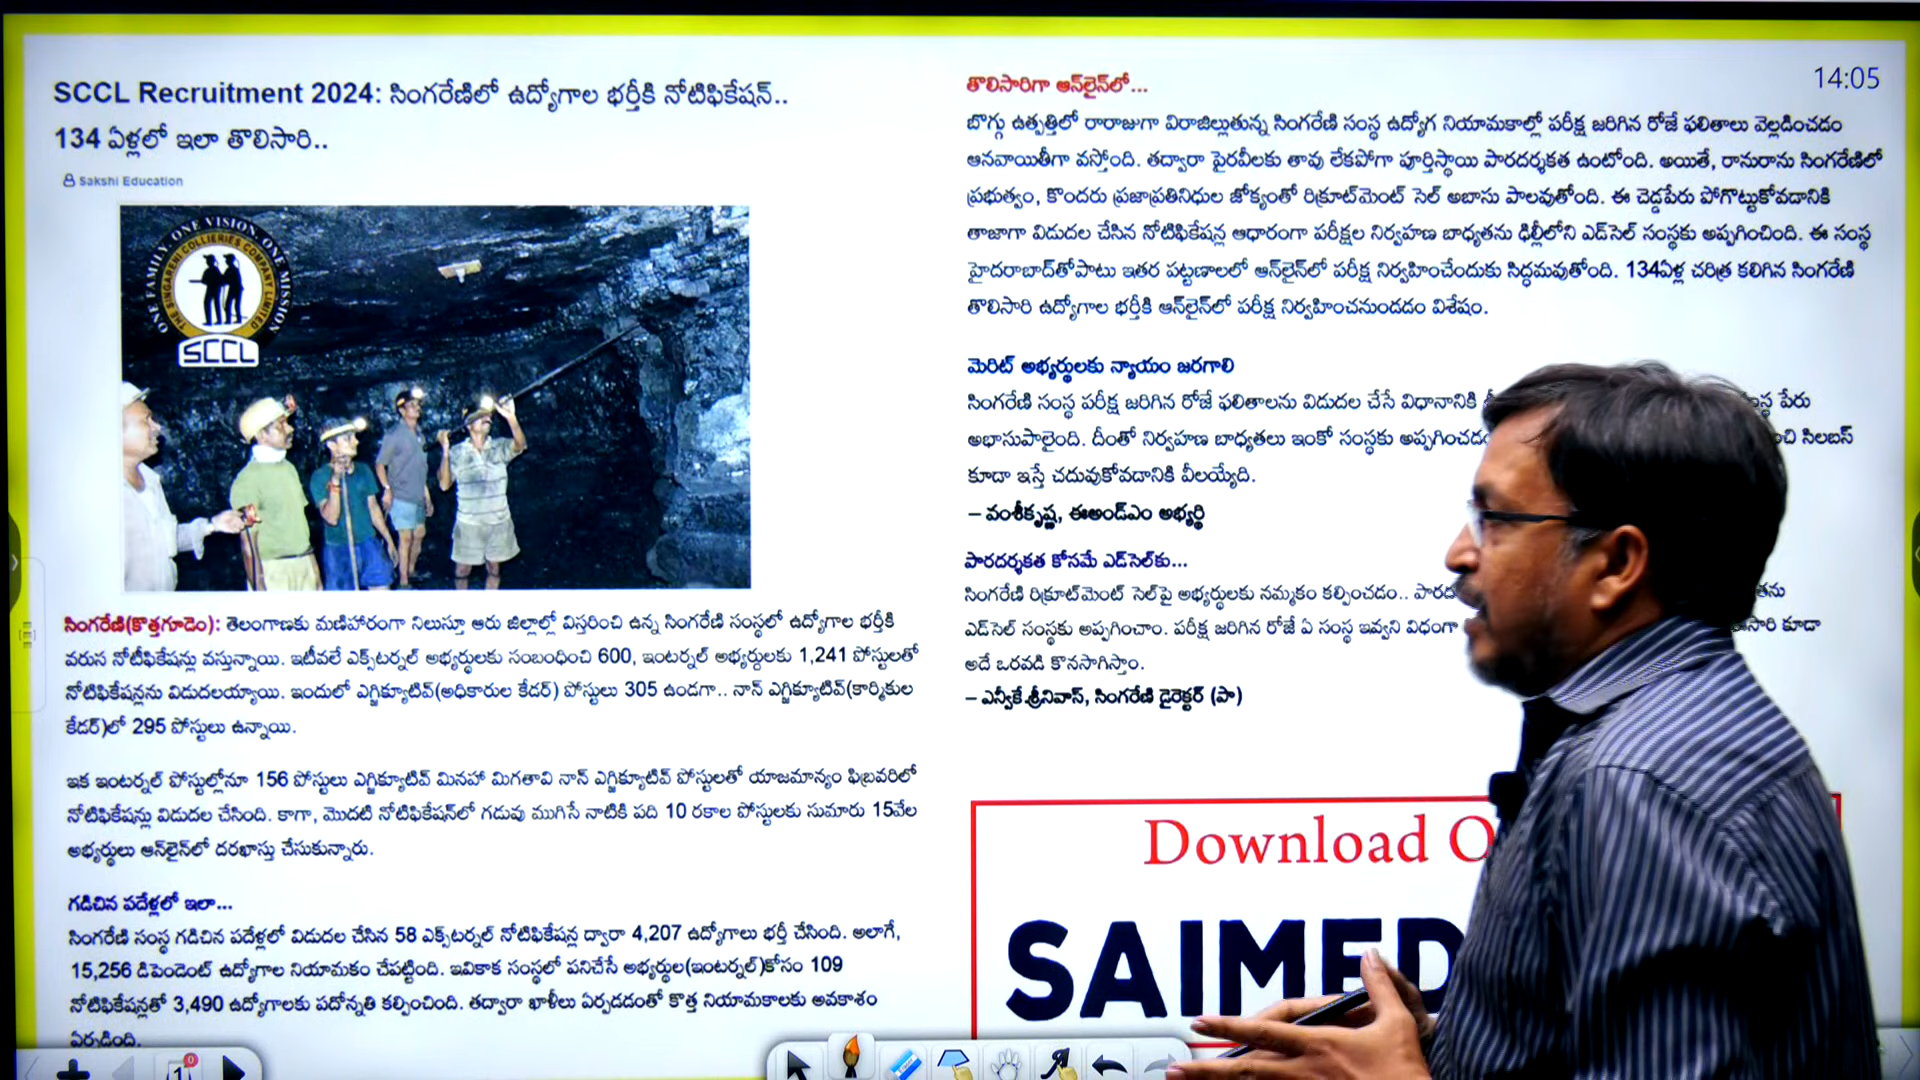 SCCL Recruitment 2024: సింగరేణిలో ఉద్యోగాల భర్తీకి నోటిఫికేషన్..
134 ఏళ్లలో ఇలా తొలిసారి..
Sakshi Education
ONE FAMILY, ONE VISION, ONE MISSION
THE SINGARENI COLLIERIES COMPANY LIMITED
SCCL
సింగరేణి(కొత్తగూడెం): తెలంగాణకు మణిహారంగా నిలుస్తూ ఆరు జిల్లాల్లో విస్తరించి ఉన్న సింగరేణి సంస్థలో ఉద్యోగాల భర్తీకి
వరుస నోటీఫికేషన్లు వస్తున్నాయి. ఇటీవలే ఎక్స్‌టర్నల్ అభ్యర్థులకు సంబంధించి 600, ఇంటర్నల్ అభ్యర్థులకు 1,241 పోస్టులతో
నోటిఫికేషన్లను విడుదలయ్యాయి. ఇందులో ఎగ్జిక్యూటివ్(అధికారుల కేడర్) పోస్టులు 305 ఉండగా.. నాన్ ఎగ్జిక్యూటివ్(కార్మికుల
కేడర్)లో 295 పోస్టులు ఉన్నాయి.
ఇక ఇంటర్నల్ పోస్టుల్లోనూ 156 పోస్టులు ఎగ్జిక్యూటివ్ మినహా మిగతావి నాన్ ఎగ్జిక్యూటివ్ పోస్టులతో యాజమాన్యం ఫిబ్రవరిలో
నోటిఫికేషన్లు విడుదల చేసింది. కాగా, మొదటి నోటిఫికేషన్‌లో గడువు ముగిసే నాటికి పది 10 రకాల పోస్టులకు సుమారు 15వేల
అభ్యర్థులు ఆన్‌లైన్‌లో దరఖాస్తు చేసుకున్నారు.
గడిచిన పదేళ్లలో ఇలా...
సింగరేణి సంస్థ గడిచిన పదేళ్లలో విడుదల చేసిన 58 ఎక్స్‌టర్నల్ నోటిఫికేషన్ల ద్వారా 4,207 ఉద్యోగాలు భర్తీ చేసింది. అలాగే,
15,256 డిపెండెంట్ ఉద్యోగాల నియామకం చేపట్టింది. ఇవికాక సంస్థలో పనిచేసే అభ్యర్థుల(ఇంటర్నల్)కోసం 109
నోటిఫికేషన్లతో 3,490 ఉద్యోగాలకు పదోన్నతి కల్పించింది. తద్వారా ఖాళీలు ఏర్పడడంతో కొత్త నియామకాలకు అవకాశం
ఏర్పడింది.
14:05
తొలిసారిగా ఆన్‌లైన్‌లో...
బొగ్గు ఉత్పత్తిలో రారాజుగా విరాజిల్లుతున్న సింగరేణి సంస్థ ఉద్యోగ నియామకాల్లో పరీక్ష జరిగిన రోజే ఫలితాలు వెల్లడించడం
ఆనవాయితీగా వస్తోంది. తద్వారా పైరవీలకు తావు లేకపోగా పూర్తిస్థాయి పారదర్శకత ఉంటోంది. అయితే, రానురాను సింగరేణిలో
ప్రభుత్వం, కొందరు ప్రజాప్రతినిధుల జోక్యంతో రిక్రూట్‌మెంట్ సెల్ అబాసు పాలవుతోంది. ఈ చెడ్డపేరు పోగొట్టుకోవడానికి
తాజాగా విడుదల చేసిన నోటిఫికేషన్ల ఆధారంగా పరీక్షల నిర్వహణ బాధ్యతను ఢిల్లీలోని ఎడ్‌సెల్ సంస్థకు అప్పగించింది. ఈ సంస్థ
హైదరాబాద్‌తోపాటు ఇతర పట్టణాలలో ఆన్‌లైన్‌లో పరీక్ష నిర్వహించేందుకు సిద్ధమవుతోంది. 134ఏళ్ల చరిత్ర కలిగిన సింగరేణి
తొలిసారి ఉద్యోగాల భర్తీకి ఆన్‌లైన్‌లో పరీక్ష నిర్వహించనుండడం విశేషం.
మెరిట్ అభ్యర్థులకు న్యాయం జరగాలి
సింగరేణి సంస్థ పరీక్ష జరిగిన రోజే ఫలితాలను విడుదల చేసే విధానానికి పేరు
అభాసుపాలైంది. దీంతో నిర్వహణ బాధ్యతలు ఇంకో సంస్థకు సిలబస్
కూడా ఇస్తే చదువుకోవడానికి వీలయ్యేది.
– వంశీకృష్ణ, ఈఅండ్ఎం అభ్యర్థి
పారదర్శకత కోసమే ఎడ్‌సెల్‌కు...
సింగరేణి రిక్రూట్‌మెంట్ సెల్‌పై అభ్యర్థులకు నమ్మకం కల్పించడం..
ఎడ్‌సెల్ సంస్థకు అప్పగించాం. పరీక్ష జరిగిన రోజే ఏ సంస్థ ఇవ్వని విధంగా కూడా
అదే ఒరవడి కొనసాగిస్తాం.
– ఎన్వీకే.శ్రీనివాస్, సింగరేణి డైరెక్టర్ (పా)
Download
SAIMED
1
0